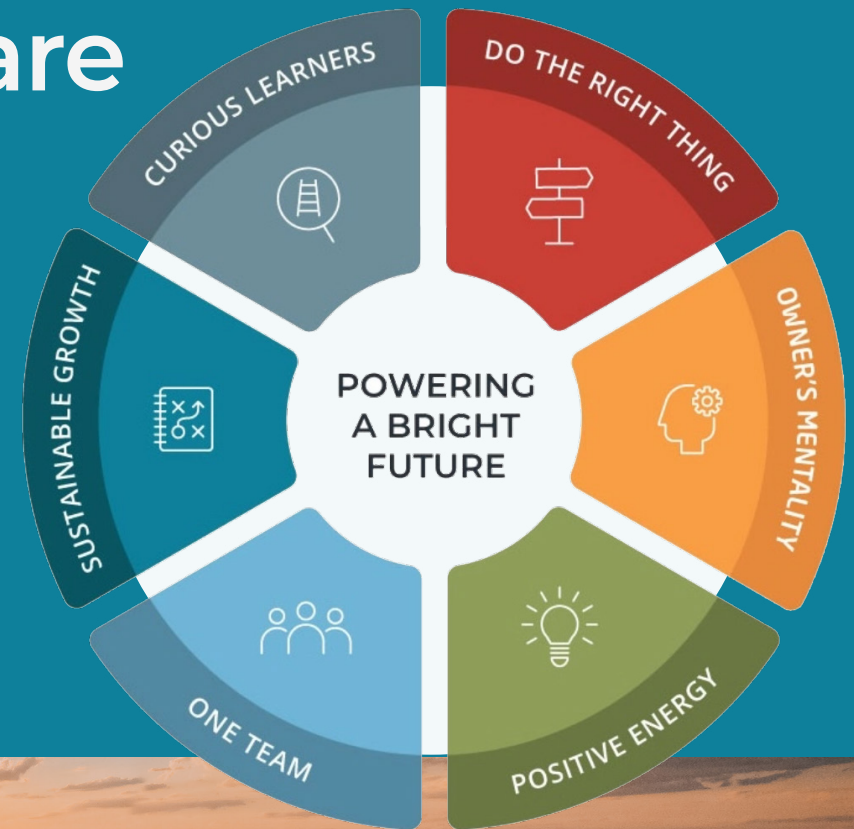 are
CURIOUS LEARNERS
DO THE RIGHT THING
OWNER'S MENTALITY
POSITIVE ENERGY
ONE TEAM
SUSTAINABLE GROWTH
POWERING
A BRIGHT
FUTURE